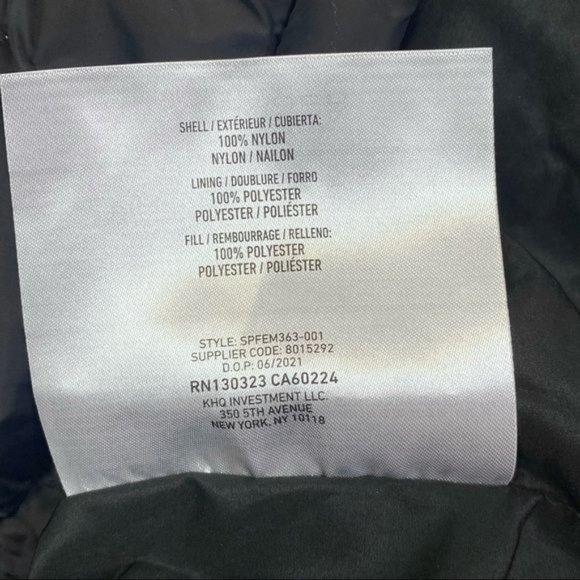 SHELL / EXTÉRIEUR / CUBIERTA:
100% NYLON
NYLON / NAILON
LINING / DOUBLURE / FORRO
100% POLYESTER
POLYESTER / POLIÉSTER
FILL / REMBOURRAGE / RELLENO:
100% POLYESTER
POLYESTER / POLIÉSTER
STYLE: SPFEM363-001
SUPPLIER CODE: 8015292
D.O.P: 06/2021
RN130323 CA60224
KHQ INVESTMENT LLC.
350 5TH AVENUE
NEW YORK, NY 10118